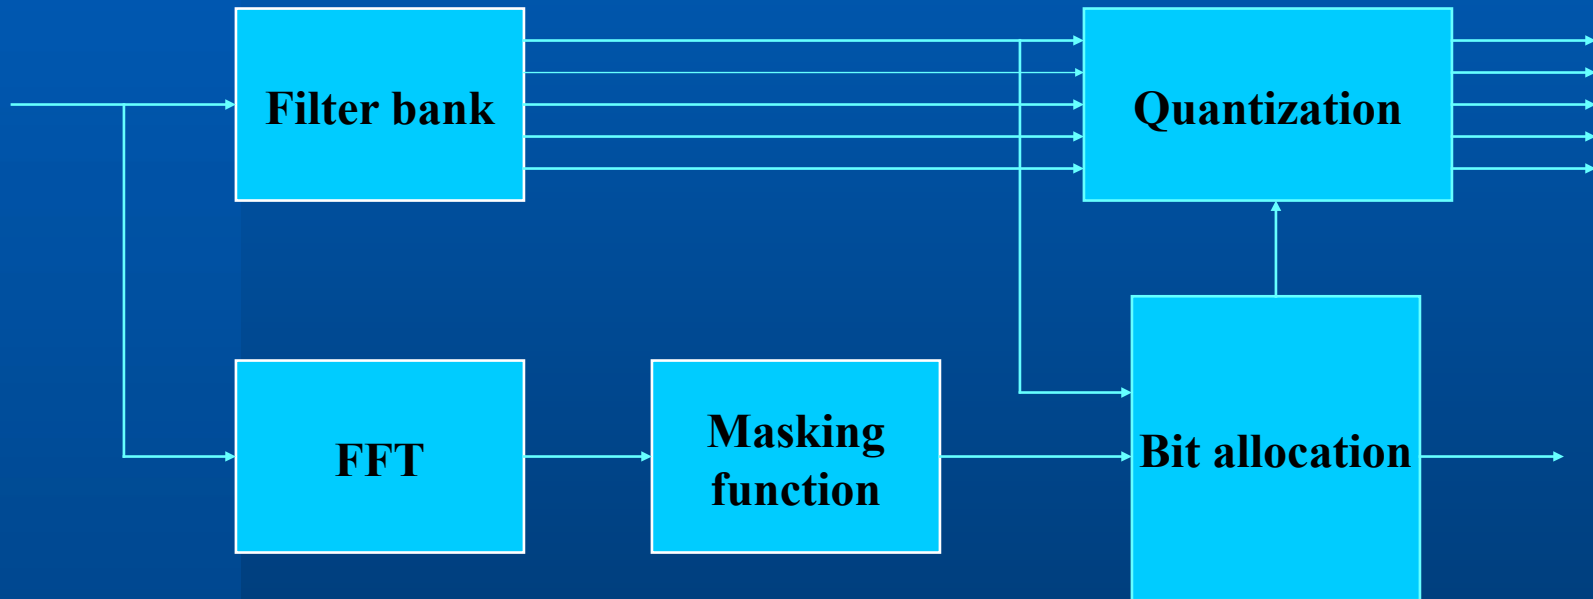 Filter bank
Quantization
FFT
Masking
function
Bit allocation